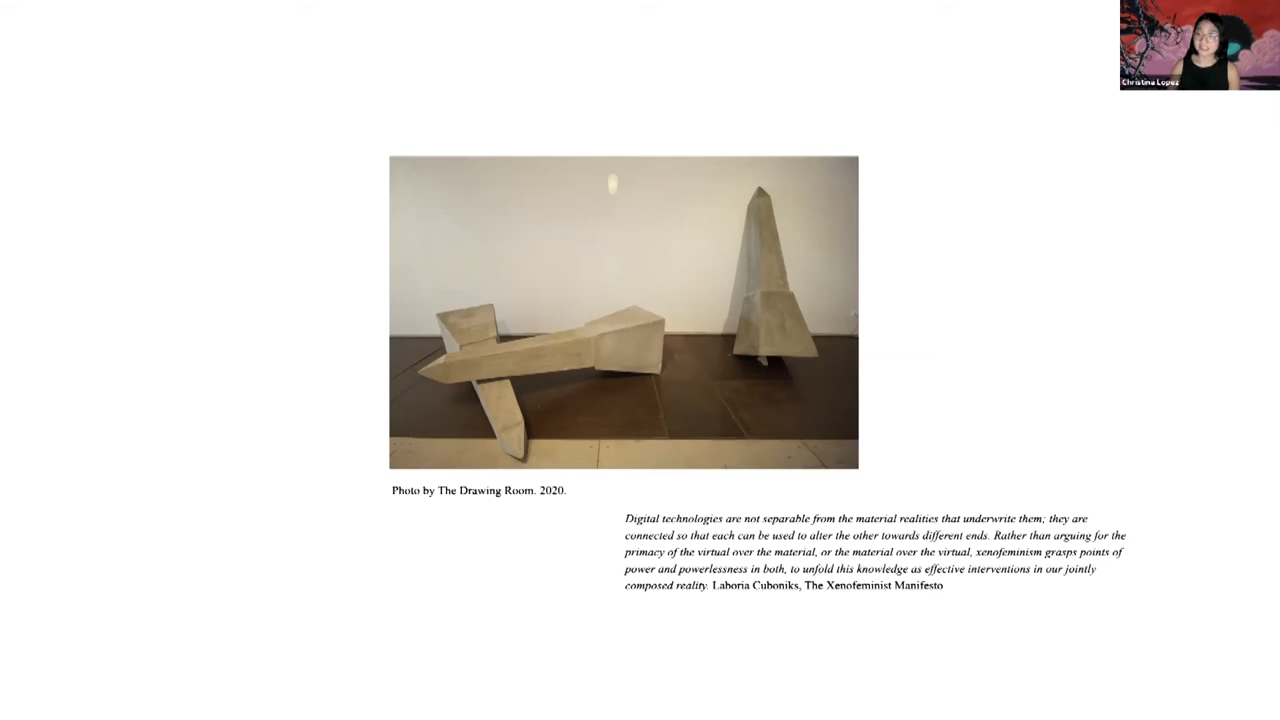 Christina Lopez
Photo by The Drawing Room. 2020.
Digital technologies are not separable from the material realities that underwrite them; they are
connected so that each can be used to alter the other towards different ends. Rather than arguing for the
primacy of the virtual over the material, or the material over the virtual, xenofeminism grasps points of
power and powerlessness in both, to unfold this knowledge as effective interventions in our jointly
composed reality. Laboria Cuboniks, The Xenofeminist Manifesto